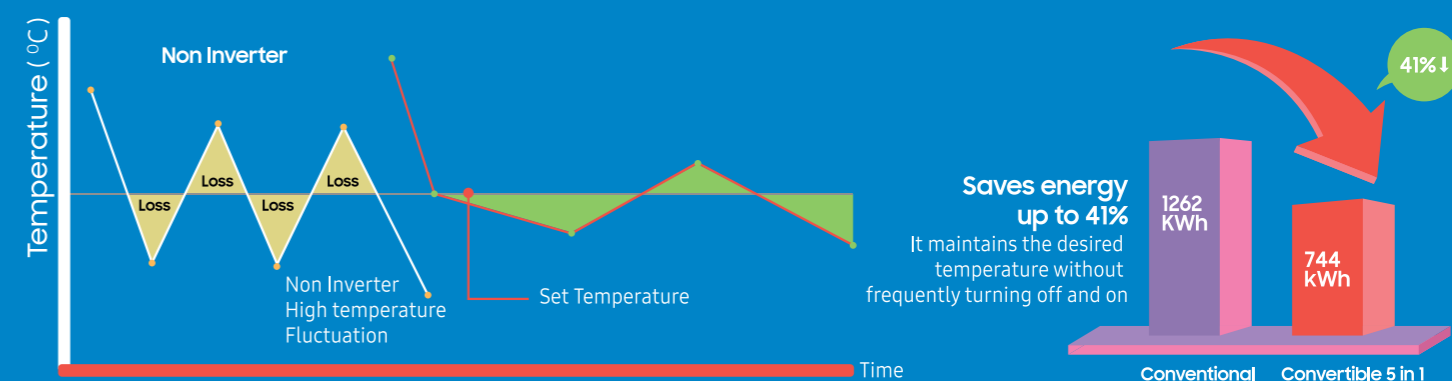 Temperature ( ⁰C)
Non Inverter
Loss
Loss
Loss
Loss
Non Inverter
High temperature
Fluctuation
Set Temperature
Time
Saves energy
up to 41%
It maintains the desired
temperature without
frequently turning off and on
41%⬇
1262
KWh
744
kWh
Conventional
Convertible 5 in 1